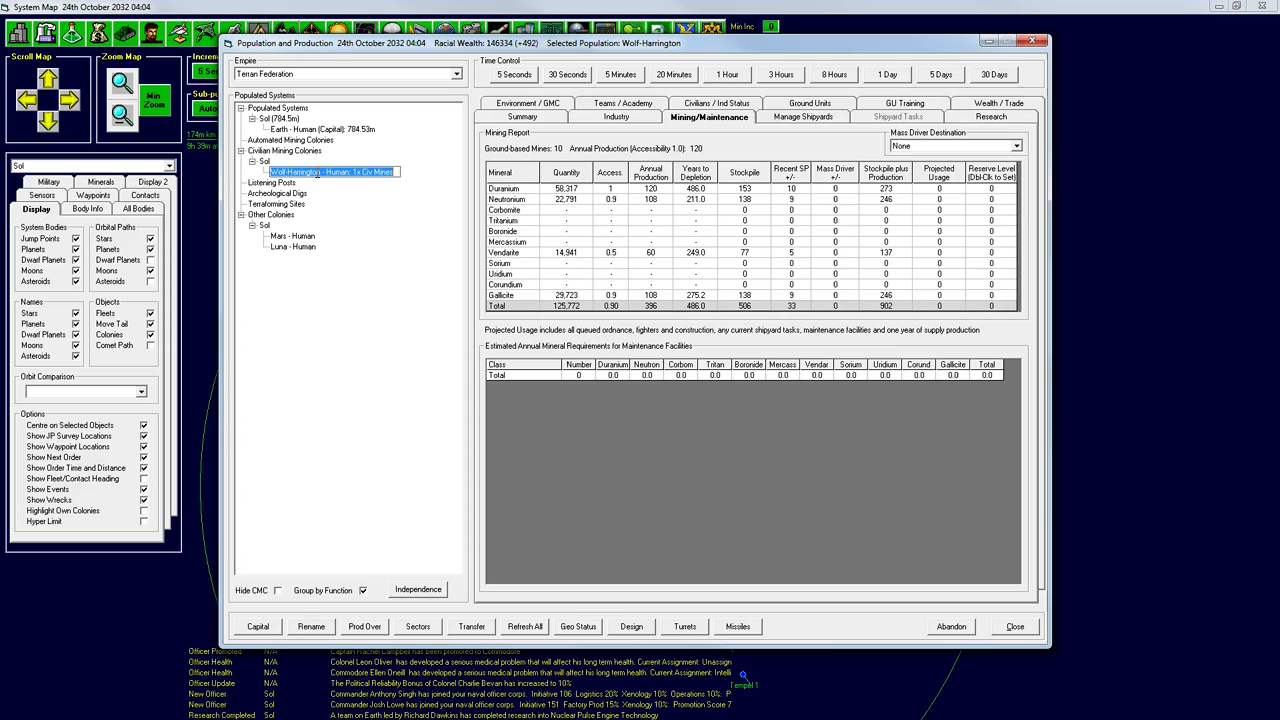 System Map   24th October 2032 04:04
Min Inc
0
Scroll Map
Zoom Map
Min
Zoom
174m km
Sol
Military
Minerals
Display 2
Sensors
Waypoints
Contacts
Display
Body Info
All Bodies
System Bodies
Orbital Paths
Jump Points
Stars
Planets
Planets
Dwarf Planets
Dwarf Planets
Moons
Moons
Asteroids
Asteroids
Names
Objects
Stars
Fleets
Planets
Move Tail
Dwarf Planets
Colonies
Moons
Comet Path
Asteroids
Orbit Comparison
Options
Centre on Selected Objects
Show JP Survey Locations
Show Waypoint Locations
Show Next Order
Show Order Time and Distance
Show Fleet/Contact Heading
Show Events
Show Wrecks
Highlight Own Colonies
Hyper Limit
Population and Production   24th October 2032 04:04   Racial Wealth: 146334 (+492)   Selected Population: Wolf-Harrington
Empire
Terran Federation
Populated Systems
Populated Systems
Sol (784.5m)
Earth - Human (Capital): 784.53m
Automated Mining Colonies
Civilian Mining Colonies
Sol
Wolf-Harrington - Human: 1x Civ Mines
Listening Posts
Archeological Digs
Terraforming Sites
Other Colonies
Sol
Mars - Human
Luna - Human
Hide CMC
Group by Function
Independence
Time Control
5 Seconds  30 Seconds  5 Minutes  20 Minutes  1 Hour  3 Hours  8 Hours  1 Day  5 Days  30 Days
Environment / GMC  Teams / Academy  Civilians / Ind Status  Ground Units  GU Training  Wealth / Trade
Summary  Industry  Mining/Maintenance  Manage Shipyards  Shipyard Tasks  Research
Mining Report
Ground-based Mines: 10   Annual Production (Accessibility 1.0): 120
Mass Driver Destination
None
Mineral  Quantity  Access.  Annual Production  Years to Depletion  Stockpile  Recent SP +/-  Mass Driver +/-  Stockpile plus Production  Projected Usage  Reserve Level (Dbl-Clk to Set)
Duranium  58,317  1  120  486.0  153  10  0  273  0  0
Neutronium  22,791  0.9  108  211.0  138  9  0  246  0  0
Corbomite  -  -  -  -  0  0  0  0  0  0
Tritanium  -  -  -  -  0  0  0  0  0  0
Boronide  -  -  -  -  0  0  0  0  0  0
Mercassium  -  -  -  -  0  0  0  0  0  0
Vendarite  14,941  0.5  60  249.0  77  5  0  137  0  0
Sorium  -  -  -  -  0  0  0  0  0  0
Uridium  -  -  -  -  0  0  0  0  0  0
Corundium  -  -  -  -  0  0  0  0  0  0
Gallicite  29,723  0.9  108  275.2  138  9  0  246  0  0
Total  125,772  0.90  396  486.0  506  33  0  902  0  0
Projected Usage includes all queued ordnance, fighters and construction, any current shipyard tasks, maintenance facilities and one year of supply production
Estimated Annual Mineral Requirements for Maintenance Facilities
Class  Number  Duranium  Neutron  Corbom  Tritan  Boronide  Mercass  Vendar  Sorium  Uridium  Corund  Gallicite  Total
Total  0  0.0  0.0  0.0  0.0  0.0  0.0  0.0  0.0  0.0  0.0  0.0  0.0
Capital  Rename  Prod Over  Sectors  Transfer  Refresh All  Geo Status  Design  Turrets  Missiles  Abandon  Close
Officer Promoted  N/A  Captain Rachel Campbell has been promoted to Commodore
Officer Health  N/A  Colonel Leon Oliver has developed a serious medical problem that will affect his long term health. Current Assignment: Unassign
Officer Health  N/A  Commodore Ellen Oneill has developed a serious medical problem that will affect his long term health. Current Assignment: Intelli
Officer Update  N/A  The Political Reliability Bonus of Colonel Charlie Bevan has increased to 10%
New Officer  Sol  Commander Anthony Singh has joined your naval officer corps. Initiative 106  Logistics 20%  Xenology 10%  Operations 10%.  P
New Officer  Sol  Commander Joel Lowe has joined your naval officer corps. Initiative 151  Factory Prod 15%  Xenology 10%:  Promotion Score 7
Research Completed  Sol  A team on Earth led by Richard Dawkins has completed research into Nuclear Pulse Engine Technology
Tempel 1